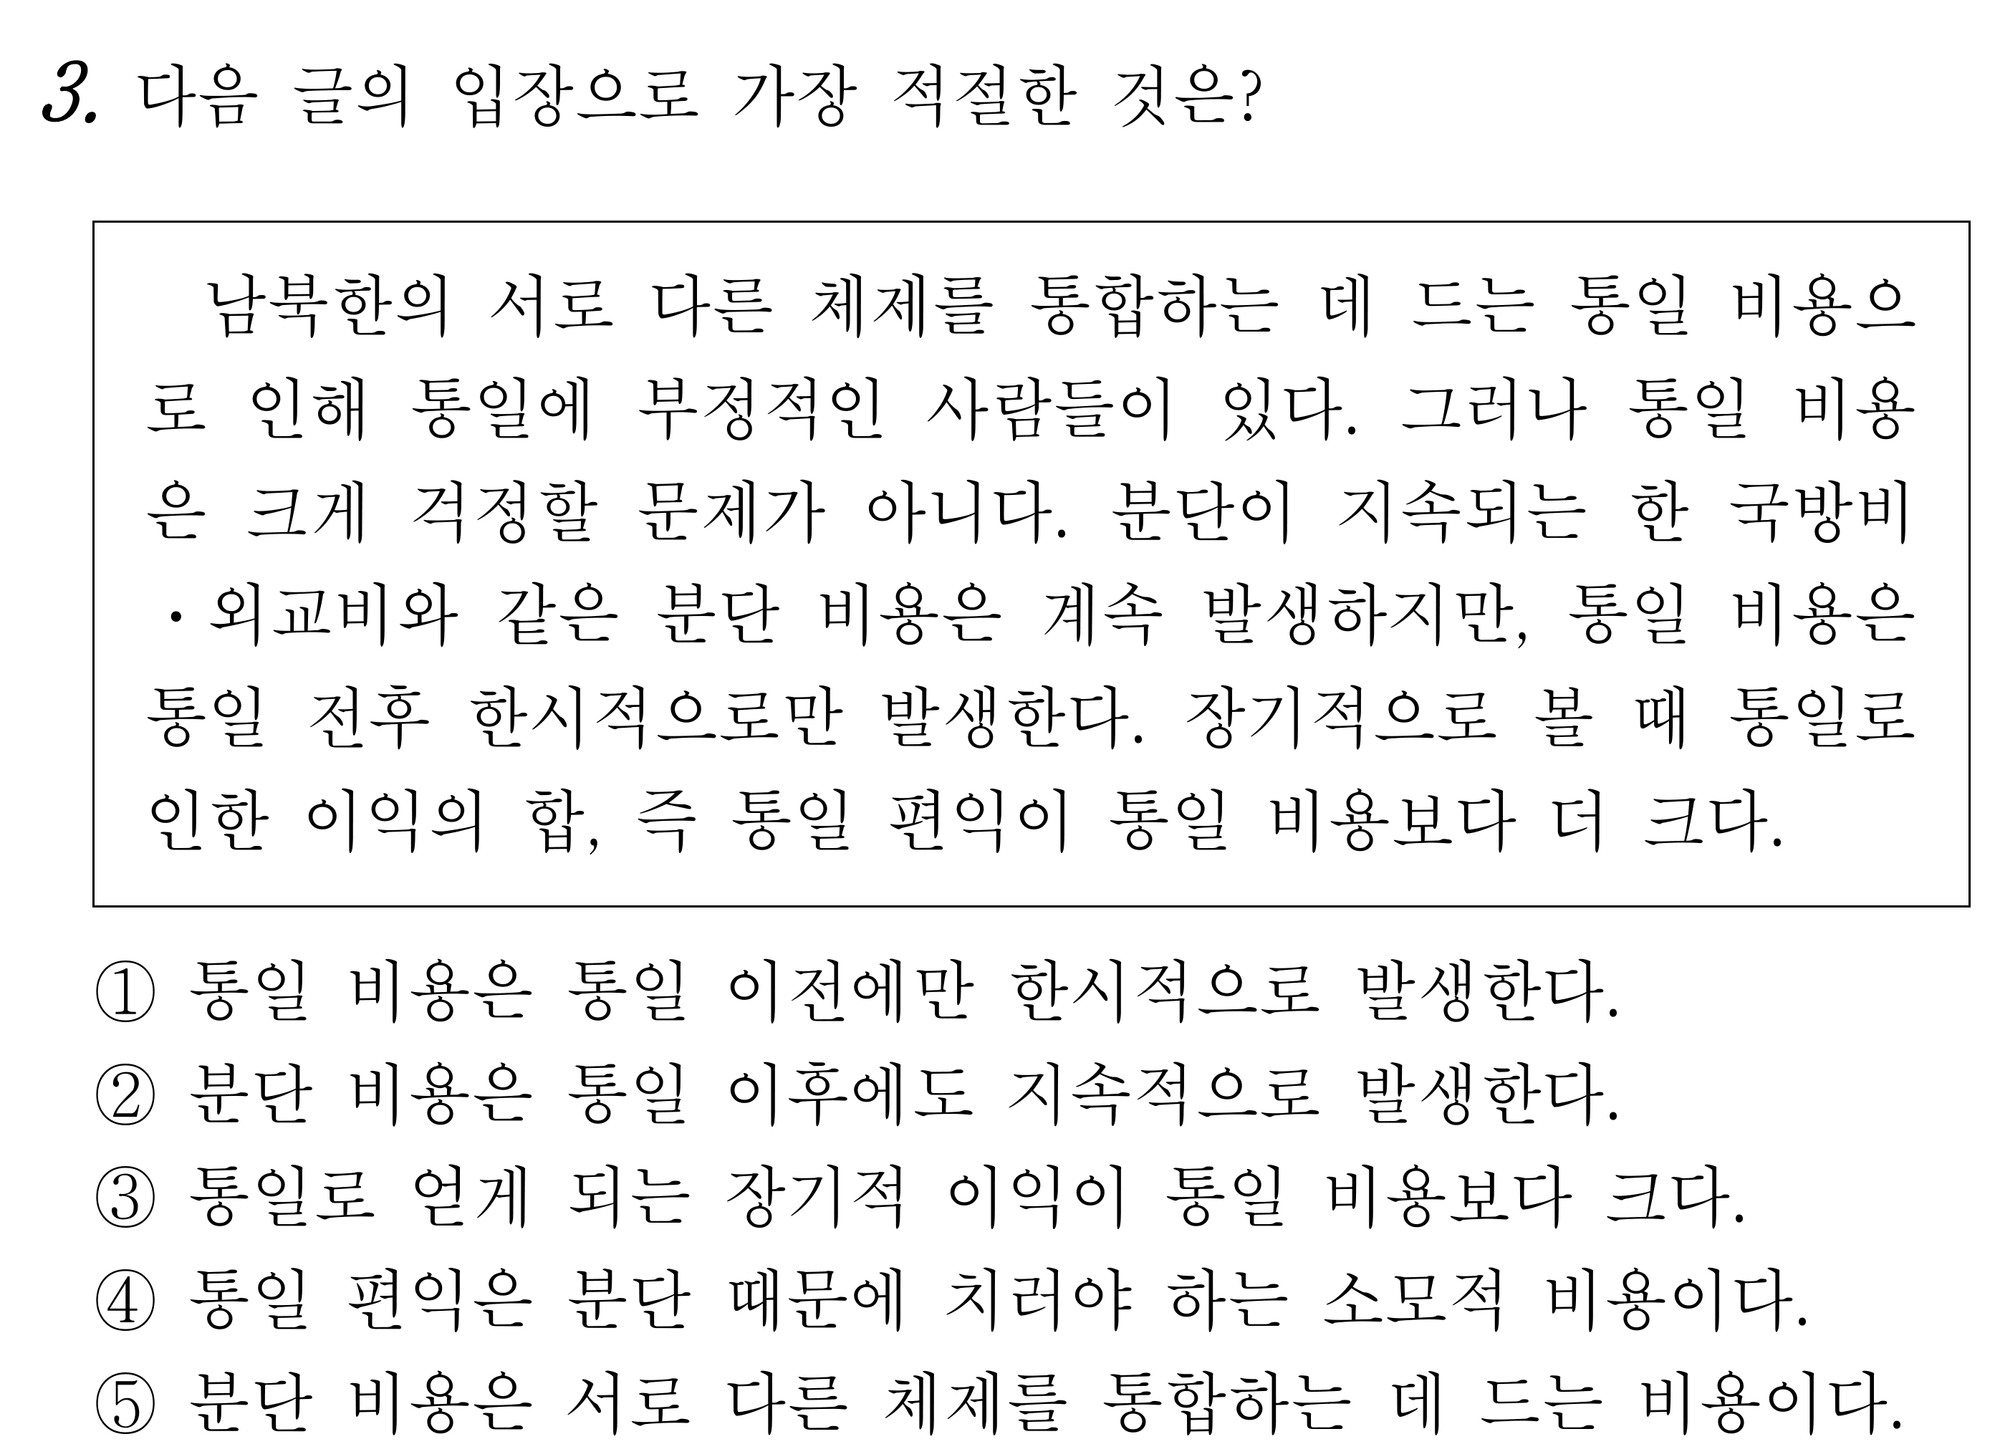 3. 다음 글의 입장으로 가장 적절한 것은?
남북한의 서로 다른 체제를 통합하는 데 드는 통일 비용으
로 인해 통일에 부정적인 사람들이 있다. 그러나 통일 비용
은 크게 걱정할 문제가 아니다. 분단이 지속되는 한 국방비
·외교비와 같은 분단 비용은 계속 발생하지만, 통일 비용은
통일 전후 한시적으로만 발생한다. 장기적으로 볼 때 통일로
인한 이익의 합, 즉 통일 편익이 통일 비용보다 더 크다.
① 통일 비용은 통일 이전에만 한시적으로 발생한다.
② 분단 비용은 통일 이후에도 지속적으로 발생한다.
③ 통일로 얻게 되는 장기적 이익이 통일 비용보다 크다.
④ 통일 편익은 분단 때문에 치러야 하는 소모적 비용이다.
⑤ 분단 비용은 서로 다른 체제를 통합하는 데 드는 비용이다.